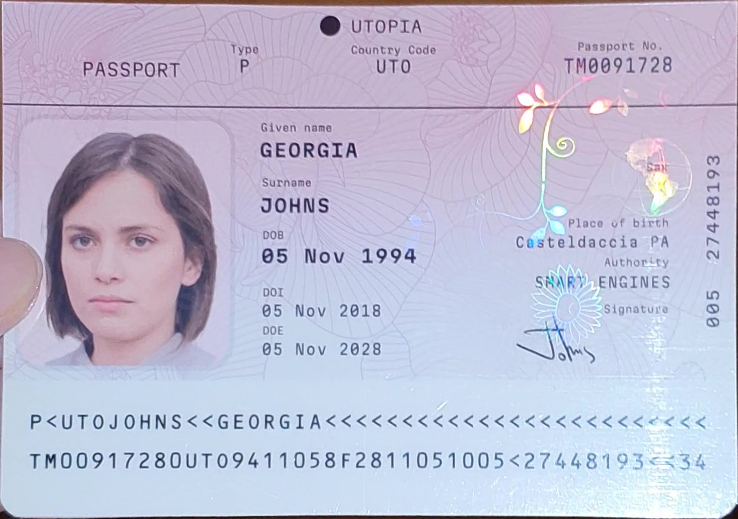 UTOPIA
Type
Country Code
Passport No.
PASSPORT
P
UTO
TM0091728
Given name
GEORGIA
Surname
JOHNS
DOB
05 Nov 1994
DOI
05 Nov 2018
DOE
05 Nov 2028
Place of birth
Casteldaccia PA
Authority
SMART ENGINES
Signature
Johns
005 27448193
P<UTOJOHNS<<GEORGIA<<<<<<<<<<<<<<<<<<<<<<<<<
TM00917280UTO9411058F2811051005<27448193<<34